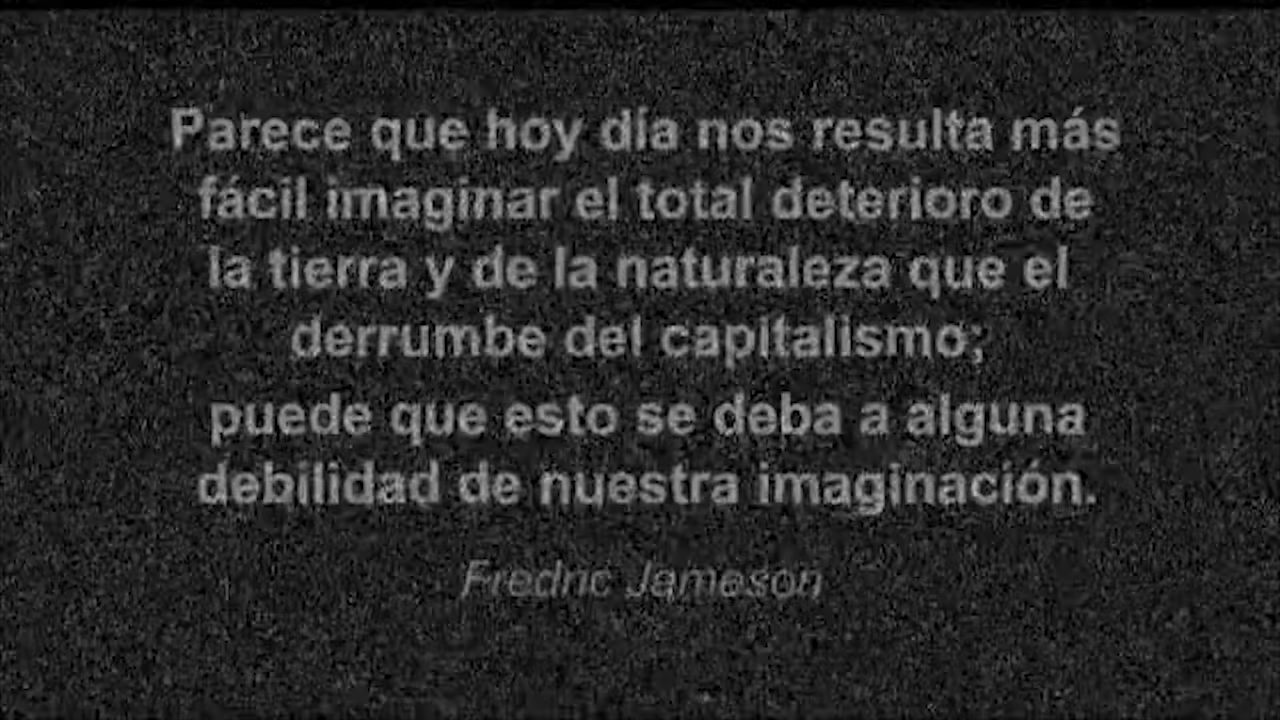 Parece que hoy día nos resulta más
fácil imaginar el total deterioro de
la tierra y de la naturaleza que el
derrumbe del capitalismo;
puede que esto se deba a alguna
debilidad de nuestra imaginación.
Fredric Jameson